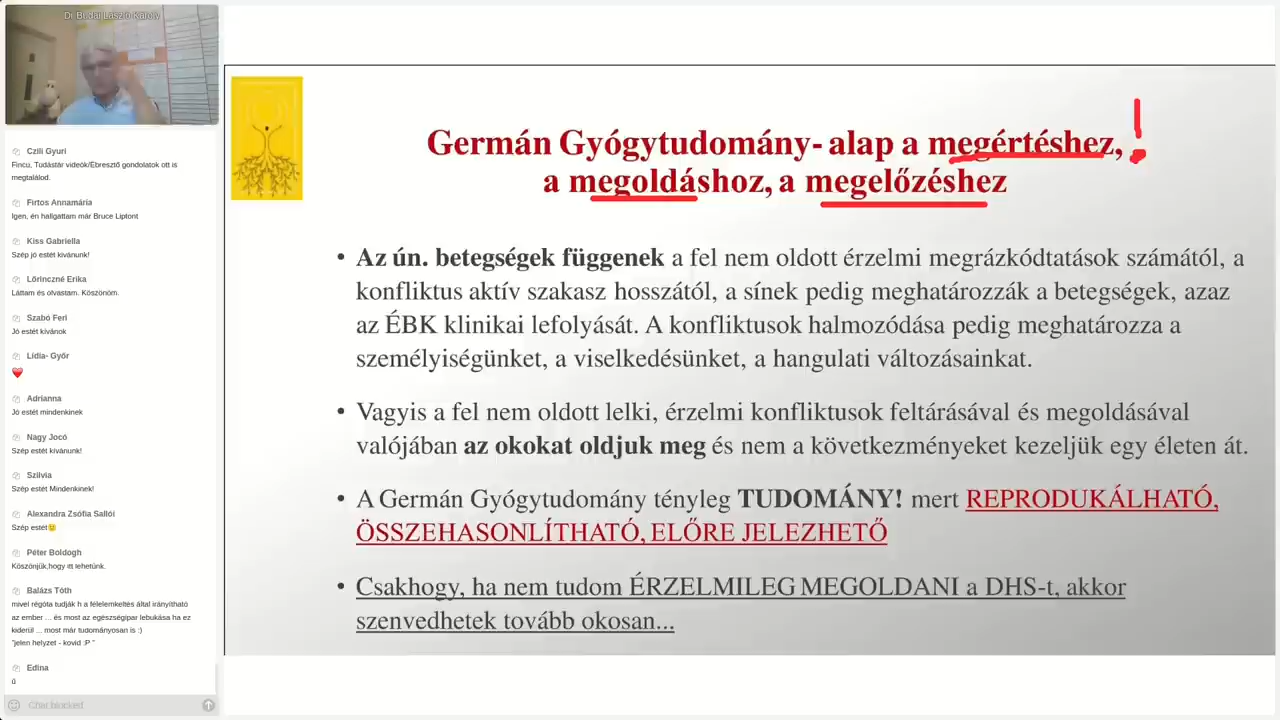 Dr Budai László Károly
Czili Gyuri
Fincu, Tudástár videók/Ébresztő gondolatok ott is
megtalálod.
Firtos Annamária
Igen, én hallgattam már Bruce Liptont
Kiss Gabriella
Szép jó estét kívánunk!
Lőrinczné Erika
Láttam és olvastam. Köszönöm.
Szabó Feri
Jó estét kívánok
Lídia- Győr
❤️
Adrianna
Jó estét mindenkinek
Nagy Jocó
Szép estét kívánunk!
Szilvia
Szép estét Mindenkinek!
Alexandra Zsófia Sallói
Szép estét🙂
Péter Boldogh
Köszönjük,hogy itt lehetünk.
Balázs Tóth
mivel régóta tudják h a félelemkeltés által irányítható
az ember ... és most az egészségipar lebukása ha ez
kiderül ... most már tudományosan is :)
"jelen helyzet - kovid :P "
Edina
ű
Chat blocked
Germán Gyógytudomány- alap a megértéshez, !
a megoldáshoz, a megelőzéshez
• Az ún. betegségek függenek a fel nem oldott érzelmi megrázkódtatások számától, a
konfliktus aktív szakasz hosszától, a sínek pedig meghatározzák a betegségek, azaz
az ÉBK klinikai lefolyását. A konfliktusok halmozódása pedig meghatározza a
személyiségünket, a viselkedésünket, a hangulati változásainkat.
• Vagyis a fel nem oldott lelki, érzelmi konfliktusok feltárásával és megoldásával
valójában az okokat oldjuk meg és nem a következményeket kezeljük egy életen át.
• A Germán Gyógytudomány tényleg TUDOMÁNY! mert REPRODUKÁLHATÓ,
ÖSSZEHASONLÍTHATÓ, ELŐRE JELEZHETŐ
• Csakhogy, ha nem tudom ÉRZELMILEG MEGOLDANI a DHS-t, akkor
szenvedhetek tovább okosan...